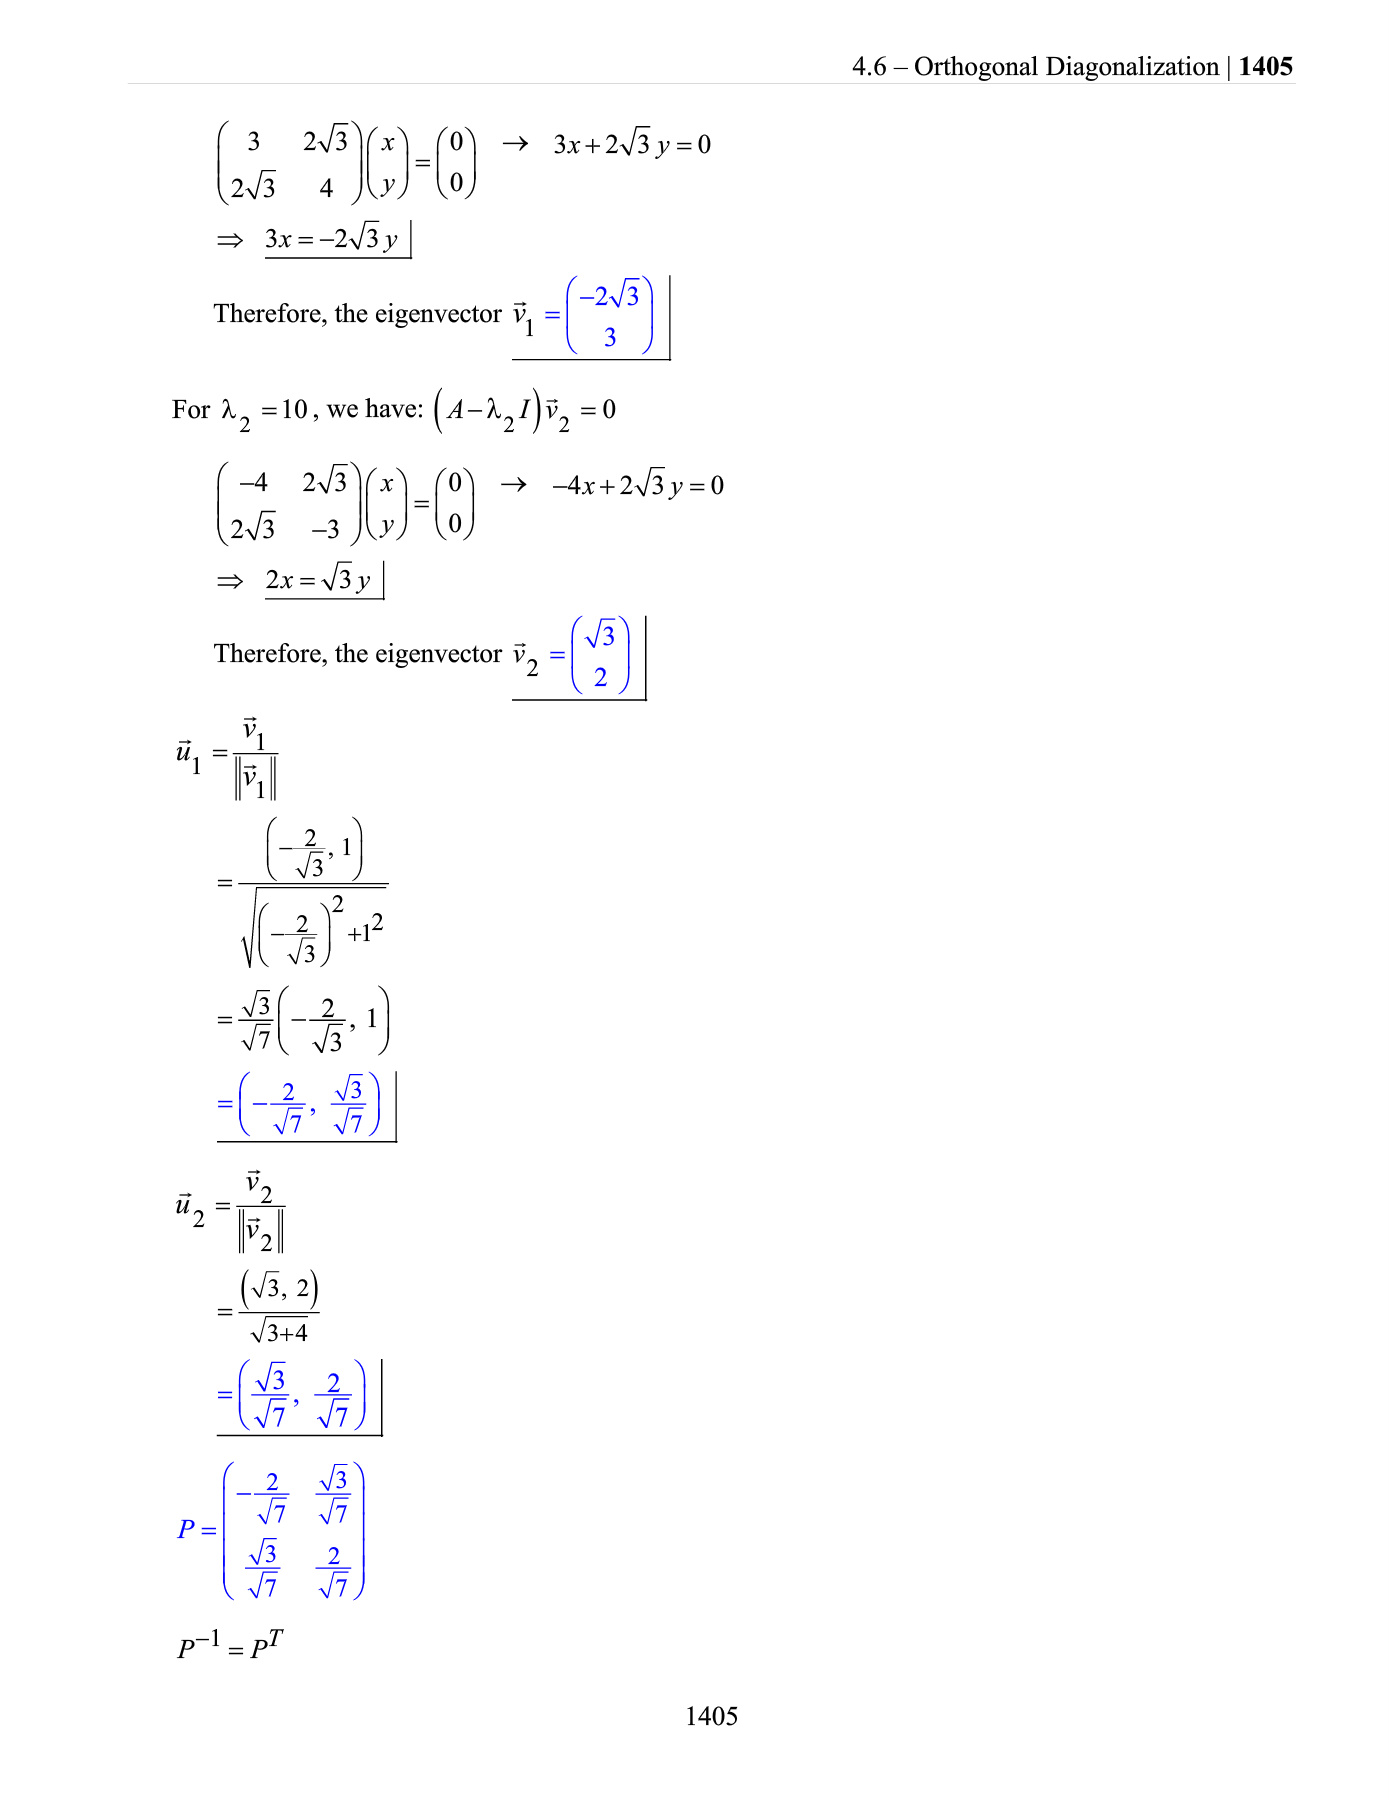 4.6 – Orthogonal Diagonalization | 1405
$\begin{pmatrix} 3 & 2\sqrt{3} \\ 2\sqrt{3} & 4 \end{pmatrix}\begin{pmatrix} x \\ y \end{pmatrix} = \begin{pmatrix} 0 \\ 0 \end{pmatrix} \rightarrow 3x + 2\sqrt{3}\,y = 0$
$\Rightarrow 3x = -2\sqrt{3}\,y$
Therefore, the eigenvector $\vec{v}_1 = \begin{pmatrix} -2\sqrt{3} \\ 3 \end{pmatrix}$
For $\lambda_2 = 10$, we have: $(A - \lambda_2 I)\vec{v}_2 = 0$
$\begin{pmatrix} -4 & 2\sqrt{3} \\ 2\sqrt{3} & -3 \end{pmatrix}\begin{pmatrix} x \\ y \end{pmatrix} = \begin{pmatrix} 0 \\ 0 \end{pmatrix} \rightarrow -4x + 2\sqrt{3}\,y = 0$
$\Rightarrow 2x = \sqrt{3}\,y$
Therefore, the eigenvector $\vec{v}_2 = \begin{pmatrix} \sqrt{3} \\ 2 \end{pmatrix}$
$\vec{u}_1 = \frac{\vec{v}_1}{\|\vec{v}_1\|}$
$= \frac{\left(-\frac{2}{\sqrt{3}}, 1\right)}{\sqrt{\left(-\frac{2}{\sqrt{3}}\right)^2 + 1^2}}$
$= \frac{\sqrt{3}}{\sqrt{7}}\left(-\frac{2}{\sqrt{3}}, 1\right)$
$= \left(-\frac{2}{\sqrt{7}}, \frac{\sqrt{3}}{\sqrt{7}}\right)$
$\vec{u}_2 = \frac{\vec{v}_2}{\|\vec{v}_2\|}$
$= \frac{(\sqrt{3}, 2)}{\sqrt{3+4}}$
$= \left(\frac{\sqrt{3}}{\sqrt{7}}, \frac{2}{\sqrt{7}}\right)$
$P = \begin{pmatrix} -\frac{2}{\sqrt{7}} & \frac{\sqrt{3}}{\sqrt{7}} \\ \frac{\sqrt{3}}{\sqrt{7}} & \frac{2}{\sqrt{7}} \end{pmatrix}$
$P^{-1} = P^T$
1405